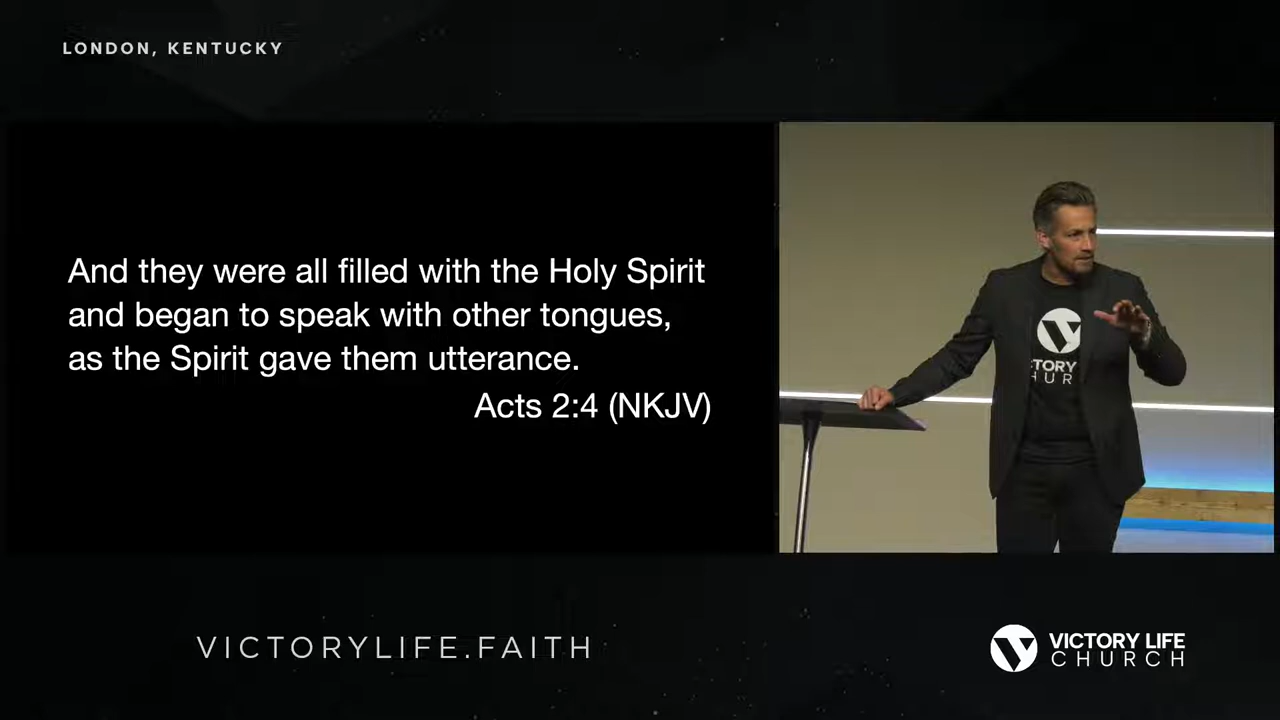 LONDON, KENTUCKY
And they were all filled with the Holy Spirit
and began to speak with other tongues,
as the Spirit gave them utterance.
Acts 2:4 (NKJV)
VICTORYLIFE.FAITH
VICTORY LIFE
CHURCH